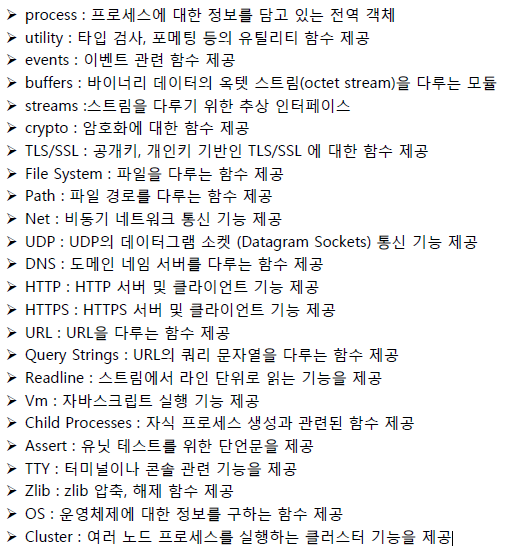 ➢ process : 프로세스에 대한 정보를 담고 있는 전역 객체
➢ utility : 타입 검사, 포메팅 등의 유틸리티 함수 제공
➢ events : 이벤트 관련 함수 제공
➢ buffers : 바이너리 데이터의 옥텟 스트림(octet stream)을 다루는 모듈
➢ streams :스트림을 다루기 위한 추상 인터페이스
➢ crypto : 암호화에 대한 함수 제공
➢ TLS/SSL : 공개키, 개인키 기반인 TLS/SSL 에 대한 함수 제공
➢ File System : 파일을 다루는 함수 제공
➢ Path : 파일 경로를 다루는 함수 제공
➢ Net : 비동기 네트워크 통신 기능 제공
➢ UDP : UDP의 데이터그램 소켓 (Datagram Sockets) 통신 기능 제공
➢ DNS : 도메인 네임 서버를 다루는 함수 제공
➢ HTTP : HTTP 서버 및 클라이언트 기능 제공
➢ HTTPS : HTTPS 서버 및 클라이언트 기능 제공
➢ URL : URL을 다루는 함수 제공
➢ Query Strings : URL의 쿼리 문자열을 다루는 함수 제공
➢ Readline : 스트림에서 라인 단위로 읽는 기능을 제공
➢ Vm : 자바스크립트 실행 기능 제공
➢ Child Processes : 자식 프로세스 생성과 관련된 함수 제공
➢ Assert : 유닛 테스트를 위한 단언문을 제공
➢ TTY : 터미널이나 콘솔 관련 기능을 제공
➢ Zlib : zlib 압축, 해제 함수 제공
➢ OS : 운영체제에 대한 정보를 구하는 함수 제공
➢ Cluster : 여러 노드 프로세스를 실행하는 클러스터 기능을 제공